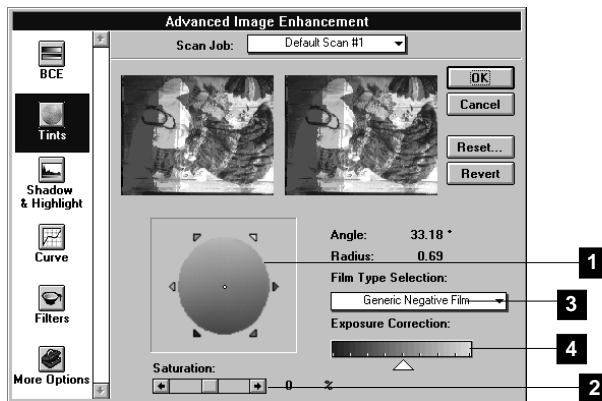 Advanced Image Enhancement
Scan Job: Default Scan #1
BCE
Tints
Shadow
& Highlight
Curve
Filters
More Options
OK
Cancel
Reset...
Revert
Angle: 33.18 °
Radius: 0.69
Film Type Selection:
Generic Negative Film
Exposure Correction:
Saturation:
0 %
1
3
4
2